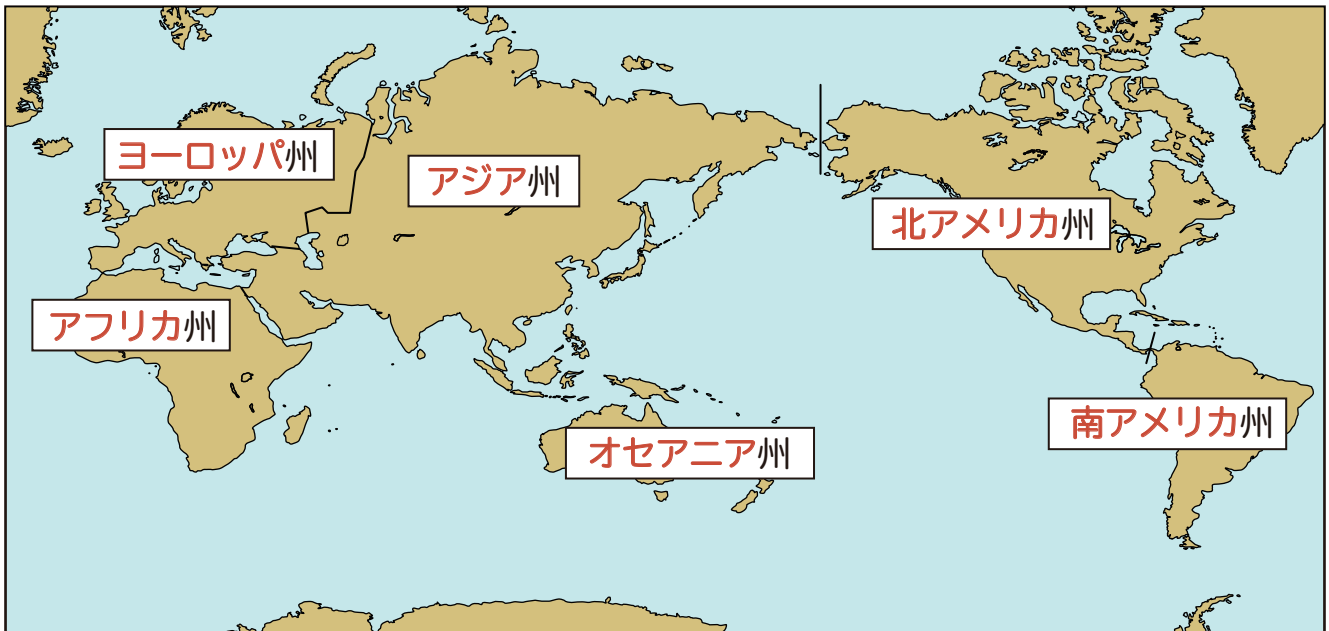 ヨーロッパ州
アジア州
北アメリカ州
アフリカ州
南アメリカ州
オセアニア州